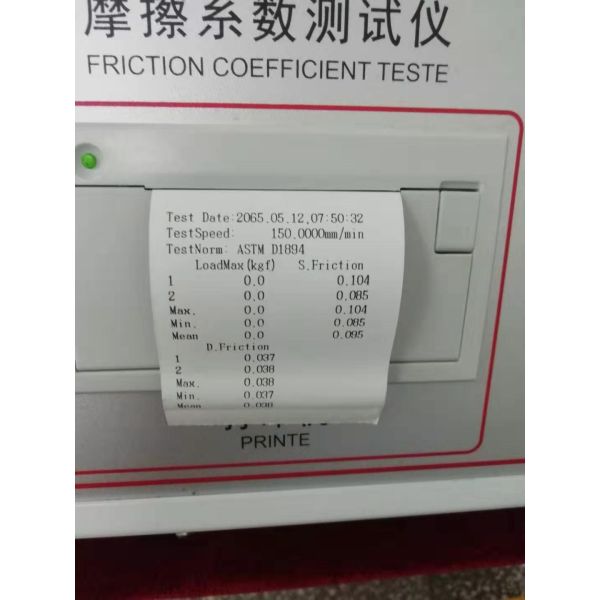 摩擦系数测试仪
FRICTION COEFFICIENT TESTE
Test Date:2065.05.12,07:50:32
TestSpeed: 150.0000mm/min
TestNorm: ASTM D1894
LoadMax(kgf) S.Friction
1 0.0 0.104
2 0.0 0.085
Max. 0.0 0.104
Min. 0.0 0.085
Mean 0.0 0.095
D.Friction
1 0.037
2 0.038
Max. 0.038
Min. 0.037
Mean 0.038
PRINTE